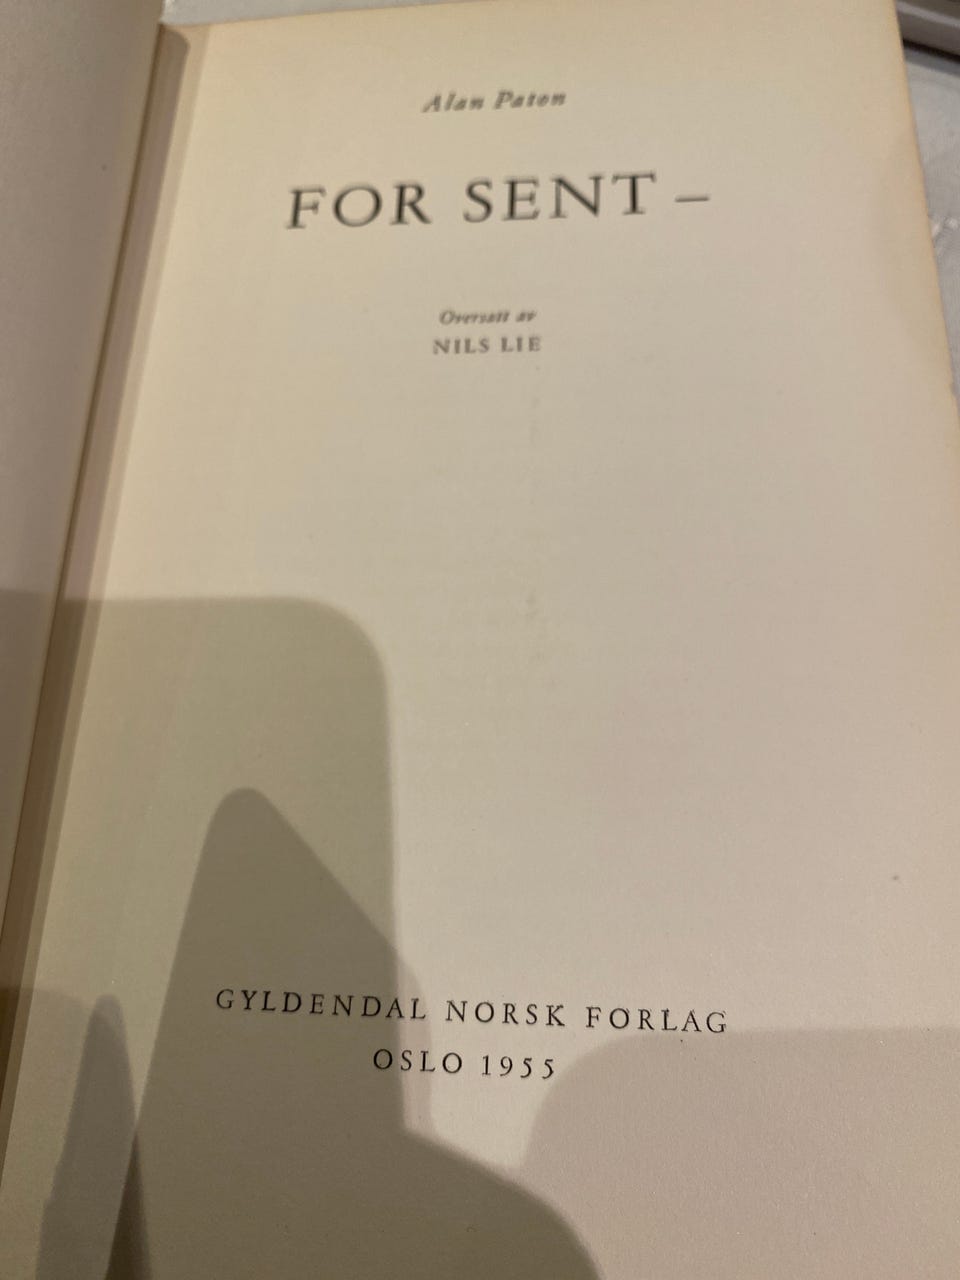 Alan Paton
FOR SENT –
Oversatt av
NILS LIE
GYLDENDAL NORSK FORLAG
OSLO 1955